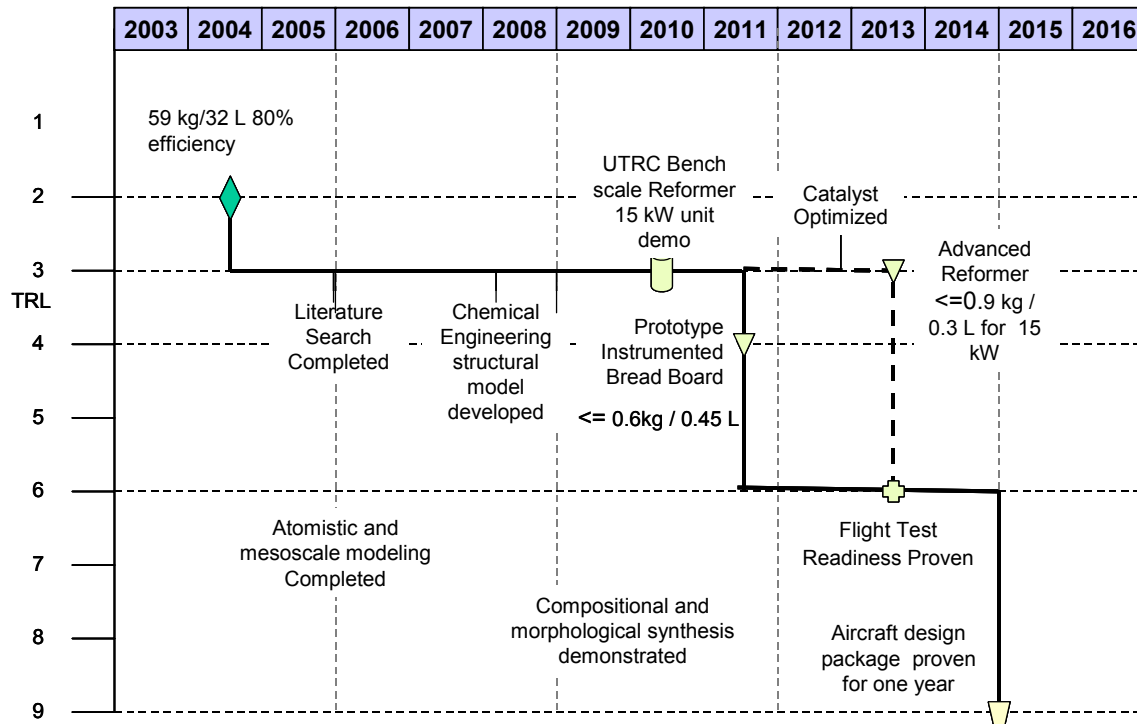 2003 2004 2005 2006 2007 2008 2009 2010 2011 2012 2013 2014 2015 2016
1
2
3
TRL
4
5
6
7
8
9
59 kg/32 L 80%
efficiency
UTRC Bench
scale Reformer
15 kW unit
demo
Catalyst
Optimized
Advanced
Reformer
<=0.9 kg /
0.3 L for 15
kW
Literature
Search
Completed
Chemical
Engineering
structural
model
developed
Prototype
Instrumented
Bread Board
<= 0.6kg / 0.45 L
Atomistic and
mesoscale modeling
Completed
Flight Test
Readiness Proven
Compositional and
morphological synthesis
demonstrated
Aircraft design
package proven
for one year